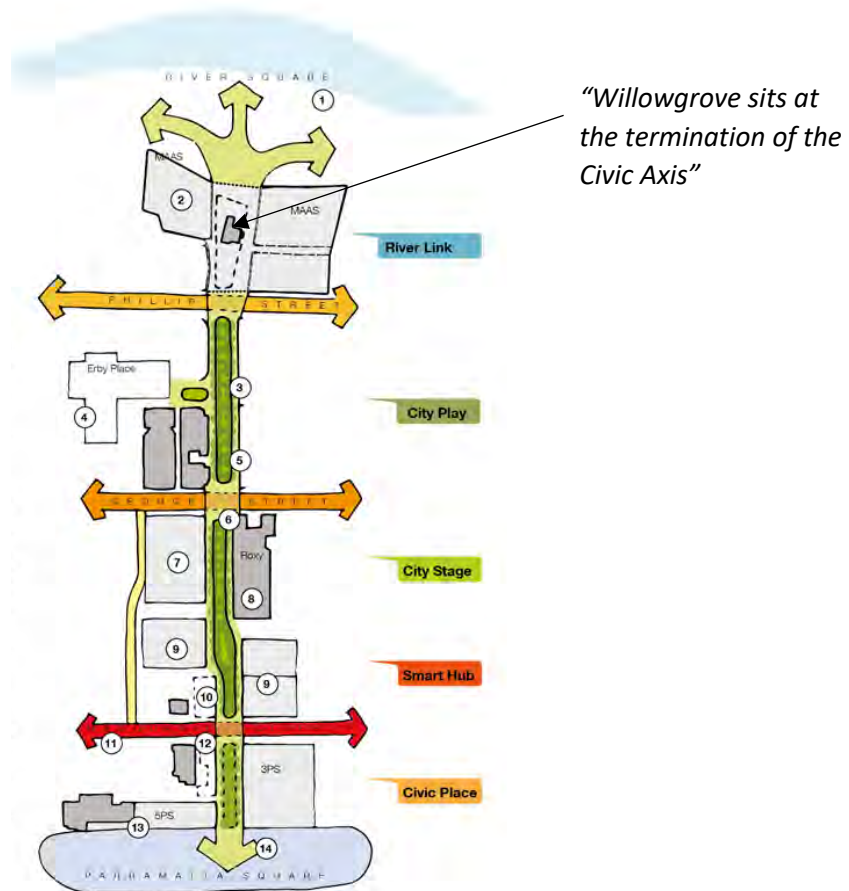 RIVER SQUARE
1
“Willowgrove sits at
the termination of the
Civic Axis”
MAAS
2
MAAS
River Link
PHILLIP STREET
Erby Place
3
4
City Play
5
GEORGE STREET
6
7
Roxy
City Stage
8
9
9
Smart Hub
10
11
12
3PS
Civic Place
5PS
13
14
PARRAMATTA SQUARE